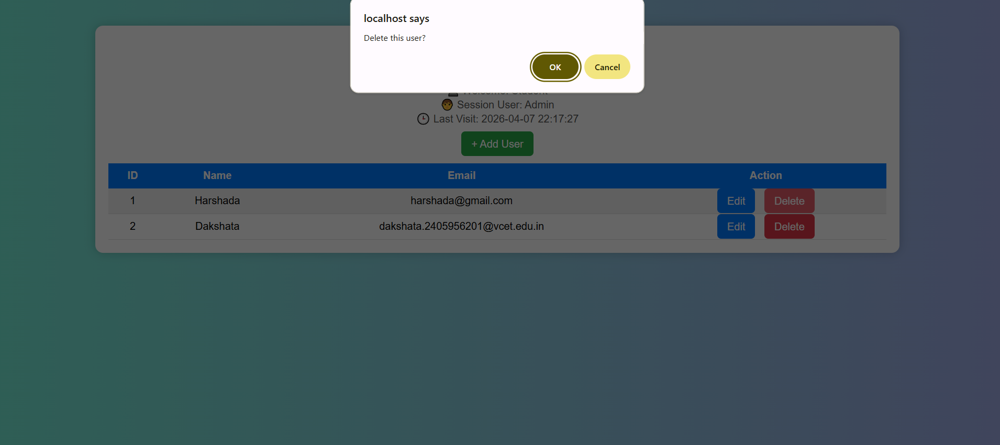 localhost says
Delete this user?
OK Cancel
Welcome: Student
Session User: Admin
Last Visit: 2026-04-07 22:17:27
+ Add User
ID Name Email Action
1 Harshada harshada@gmail.com Edit Delete
2 Dakshata dakshata.2405956201@vcet.edu.in Edit Delete